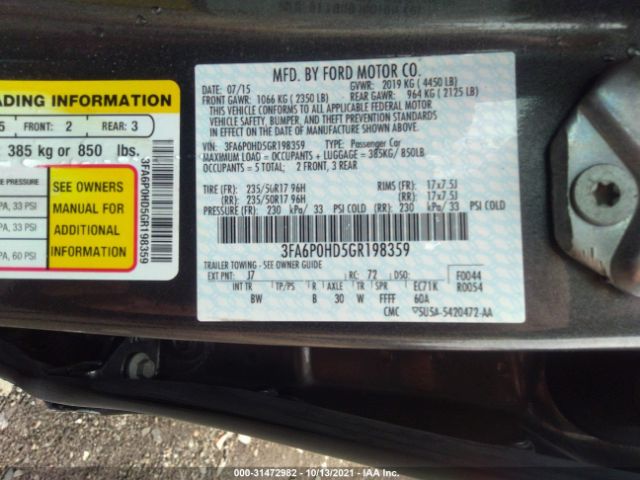 ADING INFORMATION
5 FRONT: 2 REAR: 3
385 kg or 850 lbs.
E PRESSURE
PA, 33 PSI
PA, 33 PSI
PA, 60 PSI
SEE OWNERS
MANUAL FOR
ADDITIONAL
INFORMATION
3FA6P0HD5GR198359
MFD. BY FORD MOTOR CO.
DATE: 07/15 GVWR: 2019 KG ( 4450 LB)
FRONT GAWR: 1066 KG ( 2350 LB) REAR GAWR: 964 KG ( 2125 LB)
THIS VEHICLE CONFORMS TO ALL APPLICABLE FEDERAL MOTOR
VEHICLE SAFETY, BUMPER, AND THEFT PREVENTION STANDARDS
IN EFFECT ON THE DATE OF MANUFACTURE SHOWN ABOVE.
VIN: 3FA6P0HD5GR198359 TYPE: Passenger Car
MAXIMUM LOAD = OCCUPANTS + LUGGAGE = 385KG/ 850LB
OCCUPANTS = 5 TOTAL: 2 FRONT, 3 REAR
TIRE (FR): 235/50R17 96H RIMS (FR): 17x7.5J
(RR): 235/50R17 96H (RR): 17x7.5J
PRESSURE (FR): 230 kPa/ 33 PSI COLD (RR): 230 kPa/ 33 PSI COLD
3FA6P0HD5GR198359
TRAILER TOWING - SEE OWNER GUIDE
EXT PNT: J7 RC: 72 DSO: F0044
INT TR TP/PS R AXLE TR SPR EC71K R0054
BW B 30 W FFFF 60A
CMC SU5A-5420472-AA
000-31472982 - 10/13/2021 - IAA Inc.